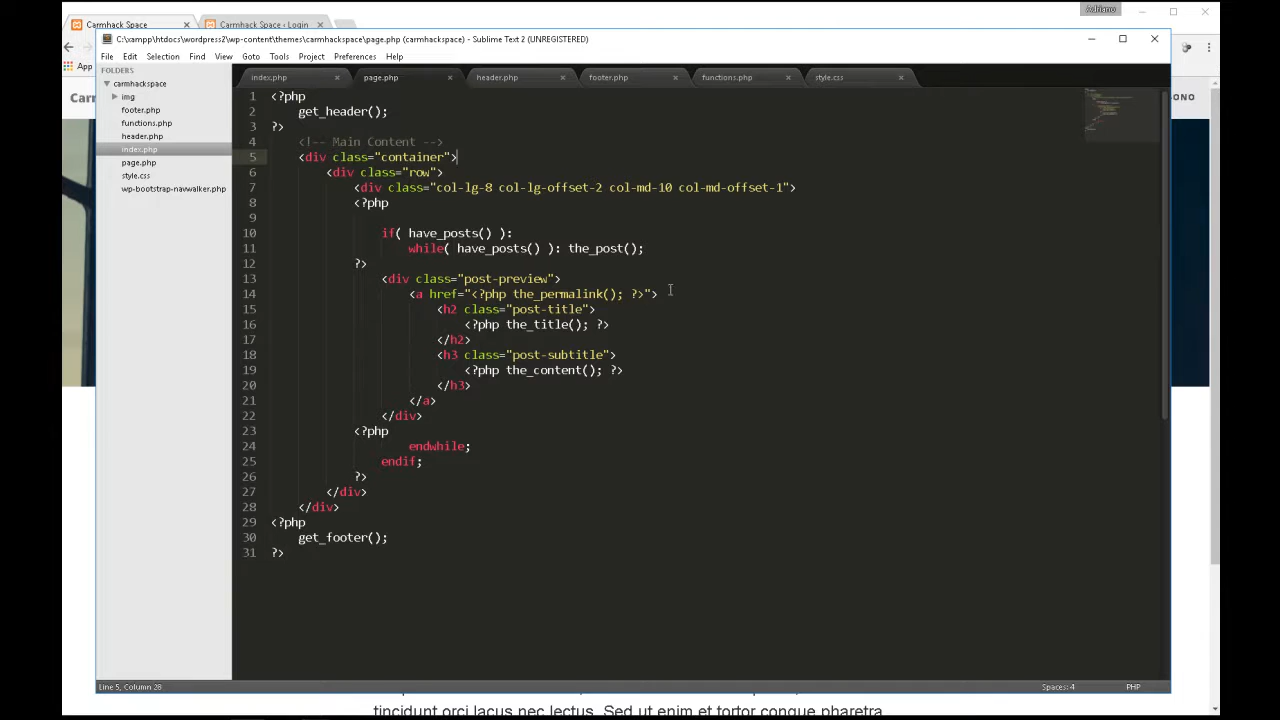 Adriano
Carmhack Space
Carmhack Space › Login
C:\xampp\htdocs\wordpress2\wp-content\themes\carmhackspace\page.php (carmhackspace) - Sublime Text 2 (UNREGISTERED)
File Edit Selection Find View Goto Tools Project Preferences Help
App
FOLDERS
carmhackspace
img
footer.php
functions.php
header.php
index.php
page.php
style.css
wp-bootstrap-navwalker.php
index.php page.php header.php footer.php functions.php style.css
1 <?php
2 get_header();
3 ?>
4 <!-- Main Content -->
5 <div class="container">
6 <div class="row">
7 <div class="col-lg-8 col-lg-offset-2 col-md-10 col-md-offset-1">
8 <?php
9
10 if( have_posts() ):
11 while( have_posts() ): the_post();
12 ?>
13 <div class="post-preview">
14 <a href="<?php the_permalink(); ?>">
15 <h2 class="post-title">
16 <?php the_title(); ?>
17 </h2>
18 <h3 class="post-subtitle">
19 <?php the_content(); ?>
20 </h3>
21 </a>
22 </div>
23 <?php
24 endwhile;
25 endif;
26 ?>
27 </div>
28 </div>
29 <?php
30 get_footer();
31 ?>
Line 5, Column 28
Spaces: 4 PHP
tincidunt orci lacus nec lectus. Sed ut enim et tortor congue pharetra.